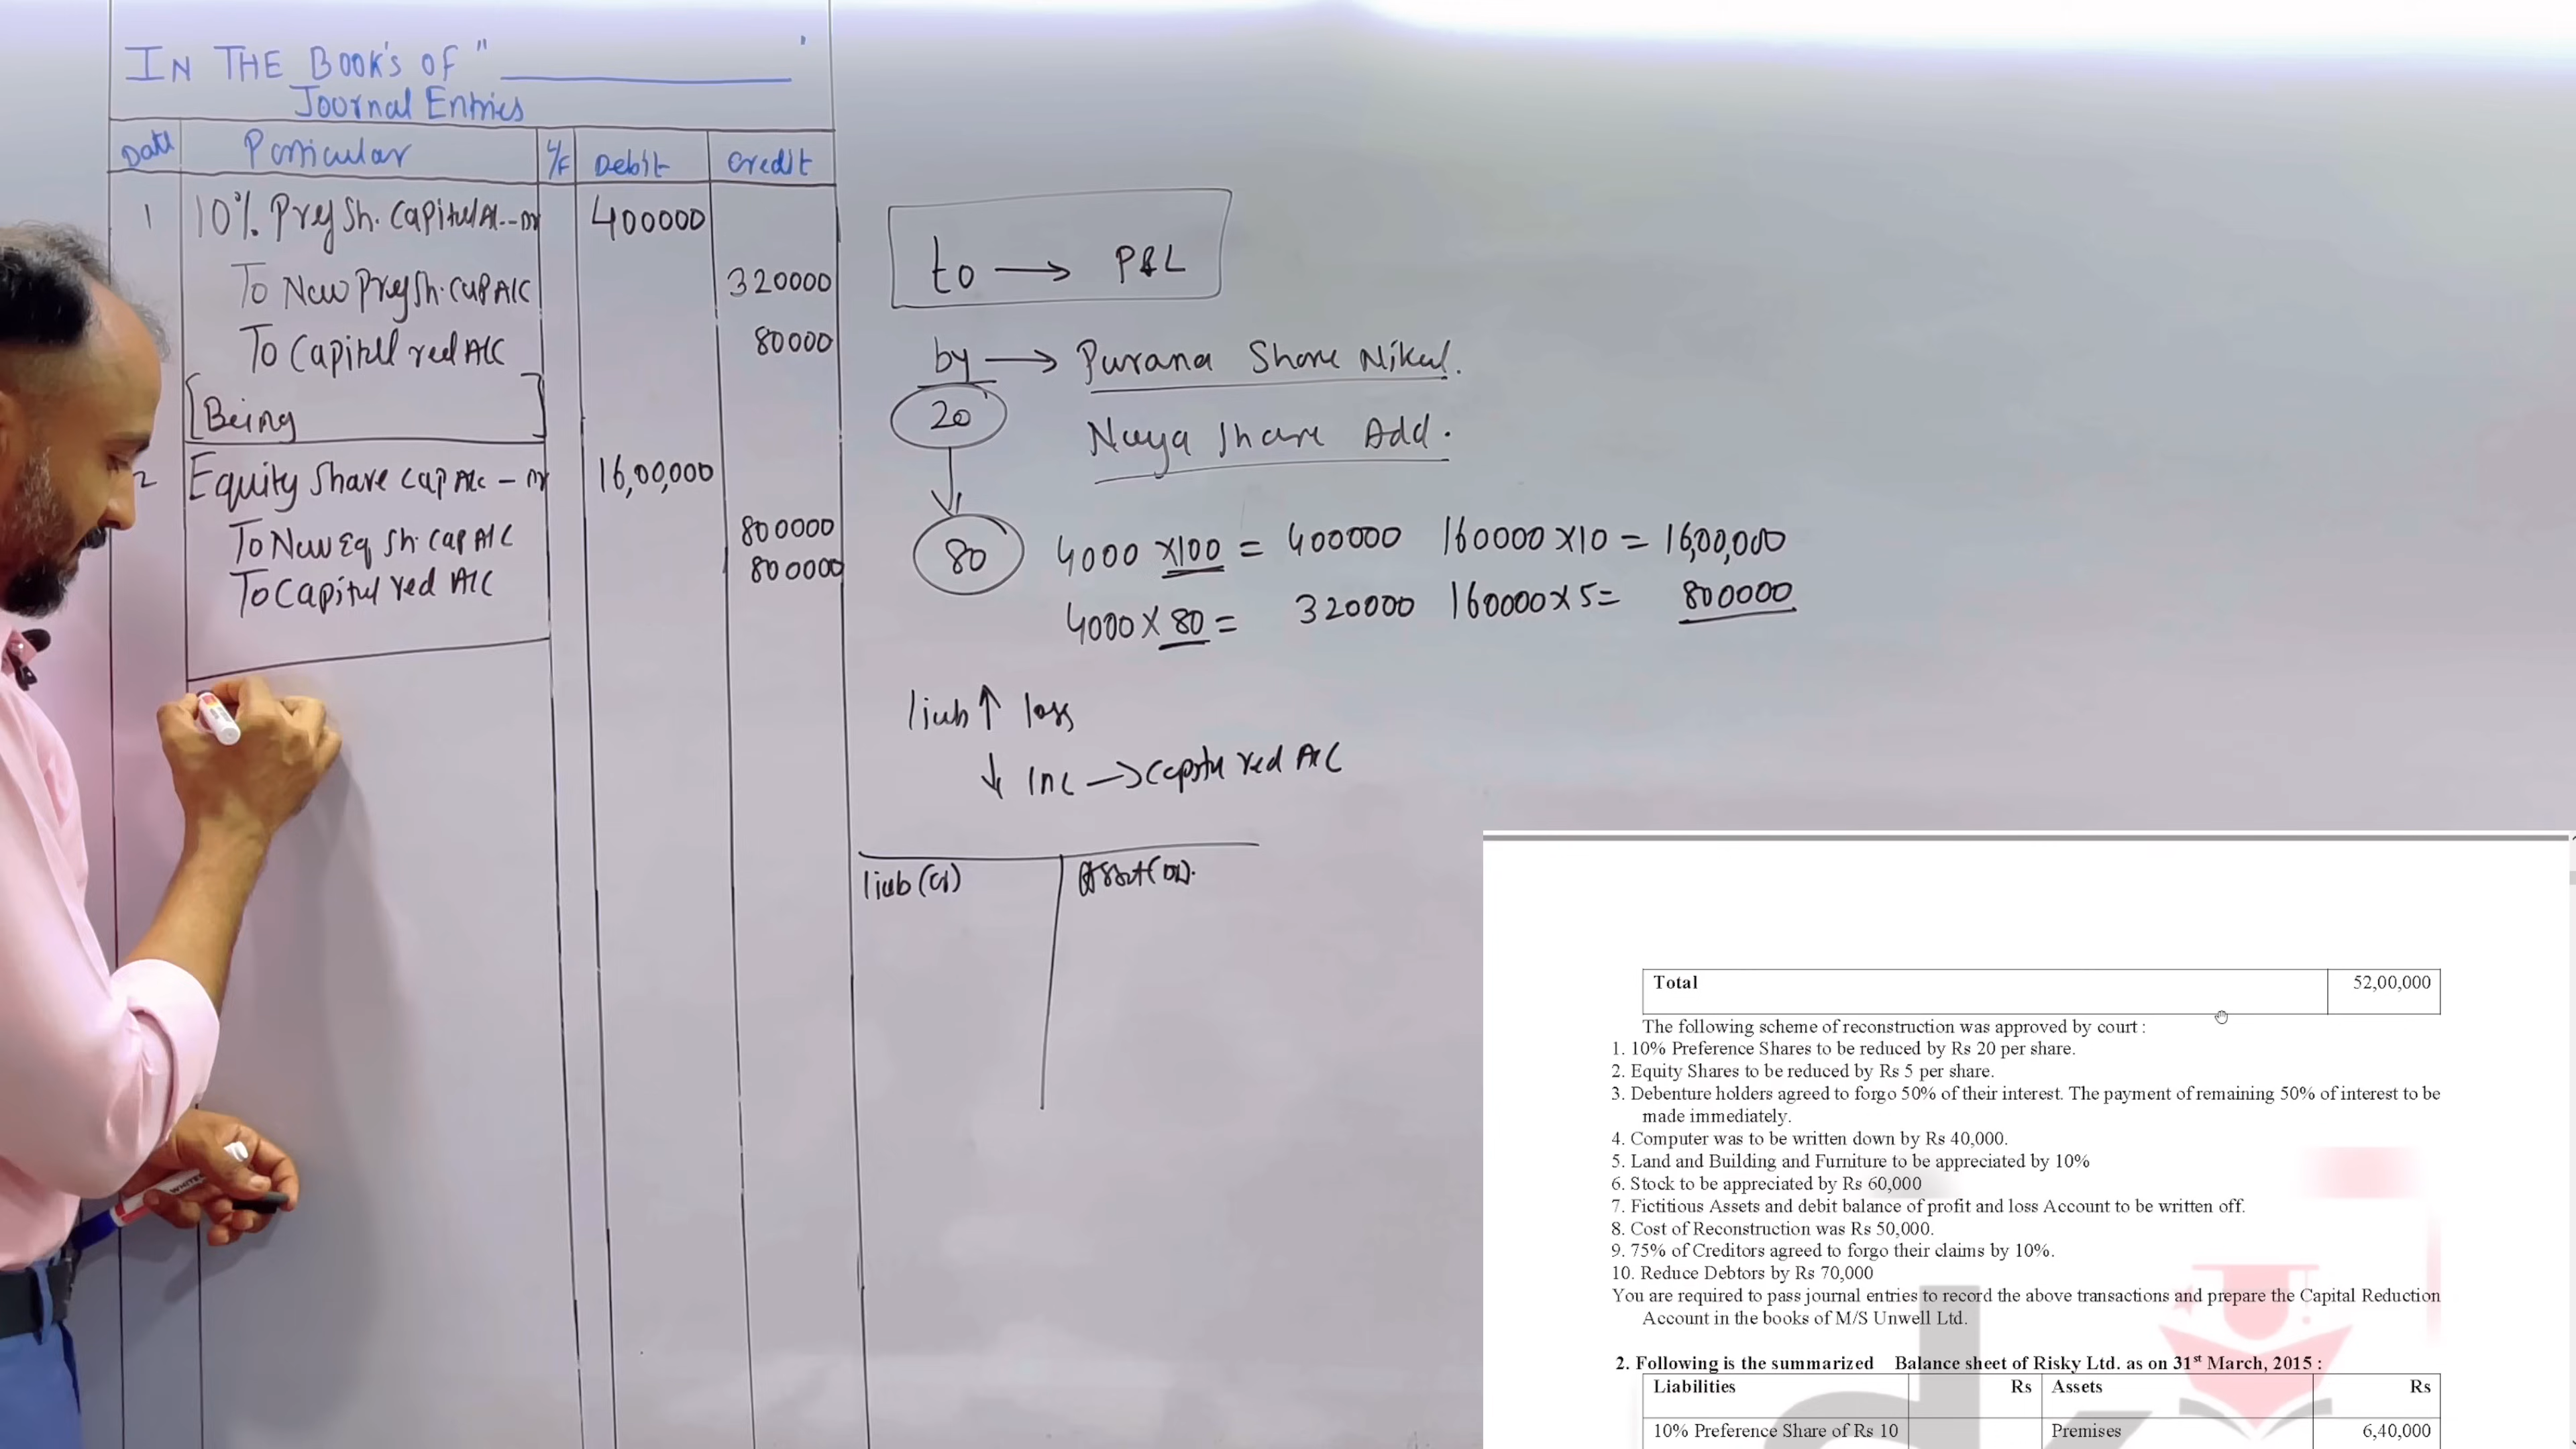 IN THE BOOK'S OF " ____________ '
Journal Entries
Date Particular L/F Debit Credit
1 10% Pref Sh. Capital A/c -- Dr 400000
To New Pref Sh. Cap A/C 320000
To Capital red A/C 80000
[Being ]
2 Equity Share Cap A/c - Dr 16,00,000
To New Eq Sh. Cap A/C 800000
To Capital red A/C 800000
to → P&L
by → Purana Share Nikal.
20
Naya Share Add.
80
4000 ×100 = 400000 160000×10 = 16,00,000
4000 × 80 = 320000 160000×5= 800000
liab ↑ loss
↓ Inc → Capital red A/C
liab (Cr) Asset (Dr).
Total 52,00,000
The following scheme of reconstruction was approved by court :
1. 10% Preference Shares to be reduced by Rs 20 per share.
2. Equity Shares to be reduced by Rs 5 per share.
3. Debenture holders agreed to forgo 50% of their interest. The payment of remaining 50% of interest to be
made immediately.
4. Computer was to be written down by Rs 40,000.
5. Land and Building and Furniture to be appreciated by 10%
6. Stock to be appreciated by Rs 60,000
7. Fictitious Assets and debit balance of profit and loss Account to be written off.
8. Cost of Reconstruction was Rs 50,000.
9. 75% of Creditors agreed to forgo their claims by 10%.
10. Reduce Debtors by Rs 70,000
You are required to pass journal entries to record the above transactions and prepare the Capital Reduction
Account in the books of M/S Unwell Ltd.
2. Following is the summarized Balance sheet of Risky Ltd. as on 31st March, 2015 :
Liabilities Rs Assets Rs
10% Preference Share of Rs 10 Premises 6,40,000